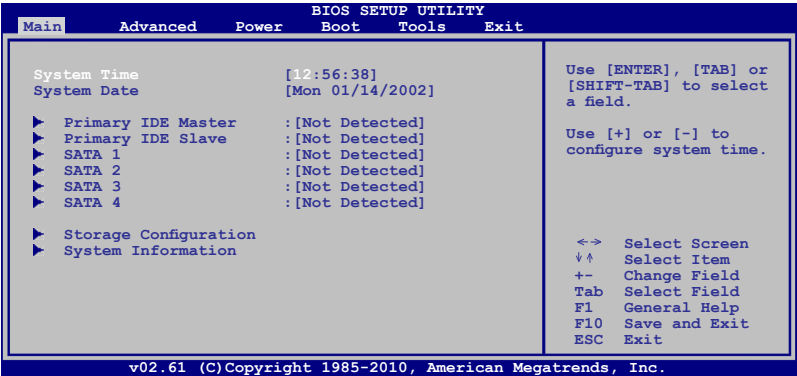 BIOS SETUP UTILITY
Main Advanced Power Boot Tools Exit
System Time [12:56:38]
System Date [Mon 01/14/2002]
Primary IDE Master :[Not Detected]
Primary IDE Slave :[Not Detected]
SATA 1 :[Not Detected]
SATA 2 :[Not Detected]
SATA 3 :[Not Detected]
SATA 4 :[Not Detected]
Storage Configuration
System Information
Use [ENTER], [TAB] or
[SHIFT-TAB] to select
a field.
Use [+] or [-] to
configure system time.
←→ Select Screen
↓↑ Select Item
+- Change Field
Tab Select Field
F1 General Help
F10 Save and Exit
ESC Exit
v02.61 (C)Copyright 1985-2010, American Megatrends, Inc.